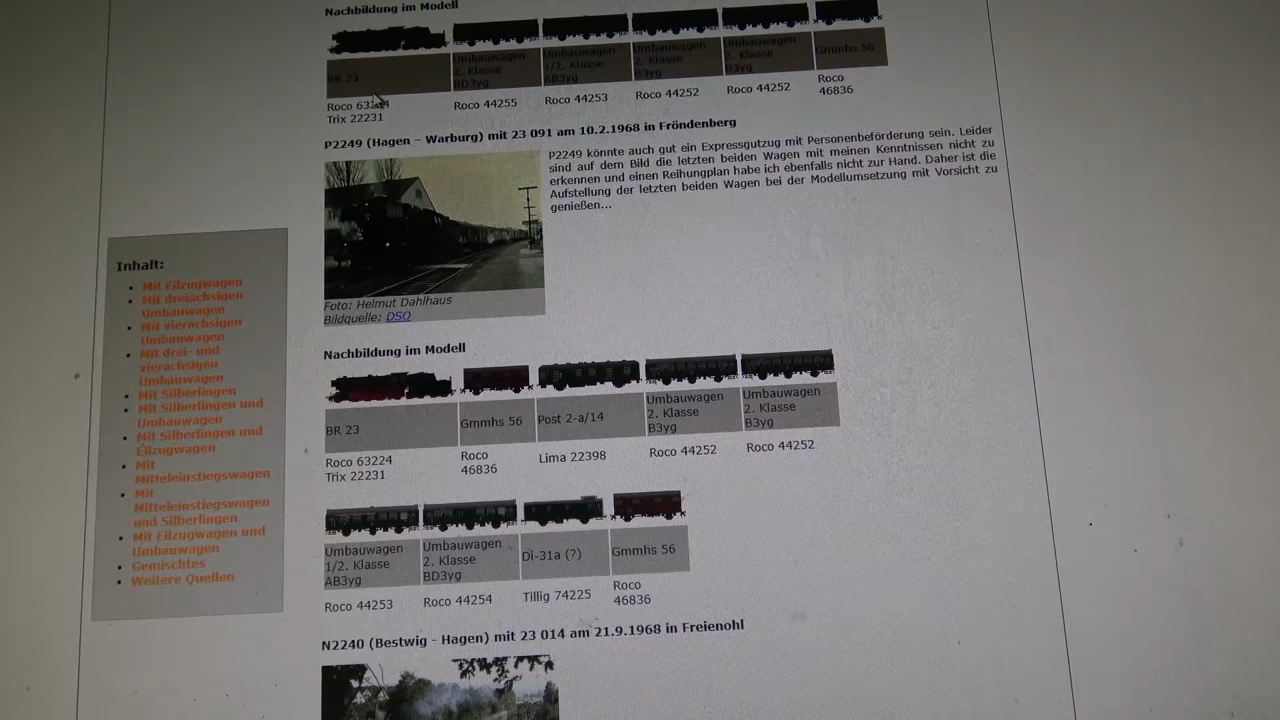 Nachbildung im Modell
BR 23
Umbauwagen
2. Klasse
BD3yg
Umbauwagen
1/2. Klasse
AB3yg
Umbauwagen
2. Klasse
B3yg
Umbauwagen
2. Klasse
B3yg
Gmmhs 56
Roco 63224
Trix 22231
Roco 44255
Roco 44253
Roco 44252
Roco 44252
Roco
46836
P2249 (Hagen - Warburg) mit 23 091 am 10.2.1968 in Fröndenberg
P2249 könnte auch gut ein Expressgutzug mit Personenbeförderung sein. Leider
sind auf dem Bild die letzten beiden Wagen mit meinen Kenntnissen nicht zu
erkennen und einen Reihungplan habe ich ebenfalls nicht zur Hand. Daher ist die
Aufstellung der letzten beiden Wagen bei der Modellumsetzung mit Vorsicht zu
genießen...
Foto: Helmut Dahlhaus
Bildquelle: DSO
Inhalt:
Mit Eilzugwagen
Mit dreiachsigen
Umbauwagen
Mit vierachsigen
Umbauwagen
Mit drei- und
vierachsigen
Umbauwagen
Mit Silberlingen
Mit Silberlingen und
Umbauwagen
Mit Silberlingen und
Eilzugwagen
Mit
Mitteleinstiegswagen
Mit
Mitteleinstiegswagen
und Silberlingen
Mit Eilzugwagen und
Umbauwagen
Gemischtes
Weitere Quellen
Nachbildung im Modell
BR 23
Gmmhs 56
Post 2-a/14
Umbauwagen
2. Klasse
B3yg
Umbauwagen
2. Klasse
B3yg
Roco 63224
Trix 22231
Roco
46836
Lima 22398
Roco 44252
Roco 44252
Umbauwagen
1/2. Klasse
AB3yg
Umbauwagen
2. Klasse
BD3yg
Di-31a (?)
Gmmhs 56
Roco 44253
Roco 44254
Tillig 74225
Roco
46836
N2240 (Bestwig - Hagen) mit 23 014 am 21.9.1968 in Freienohl